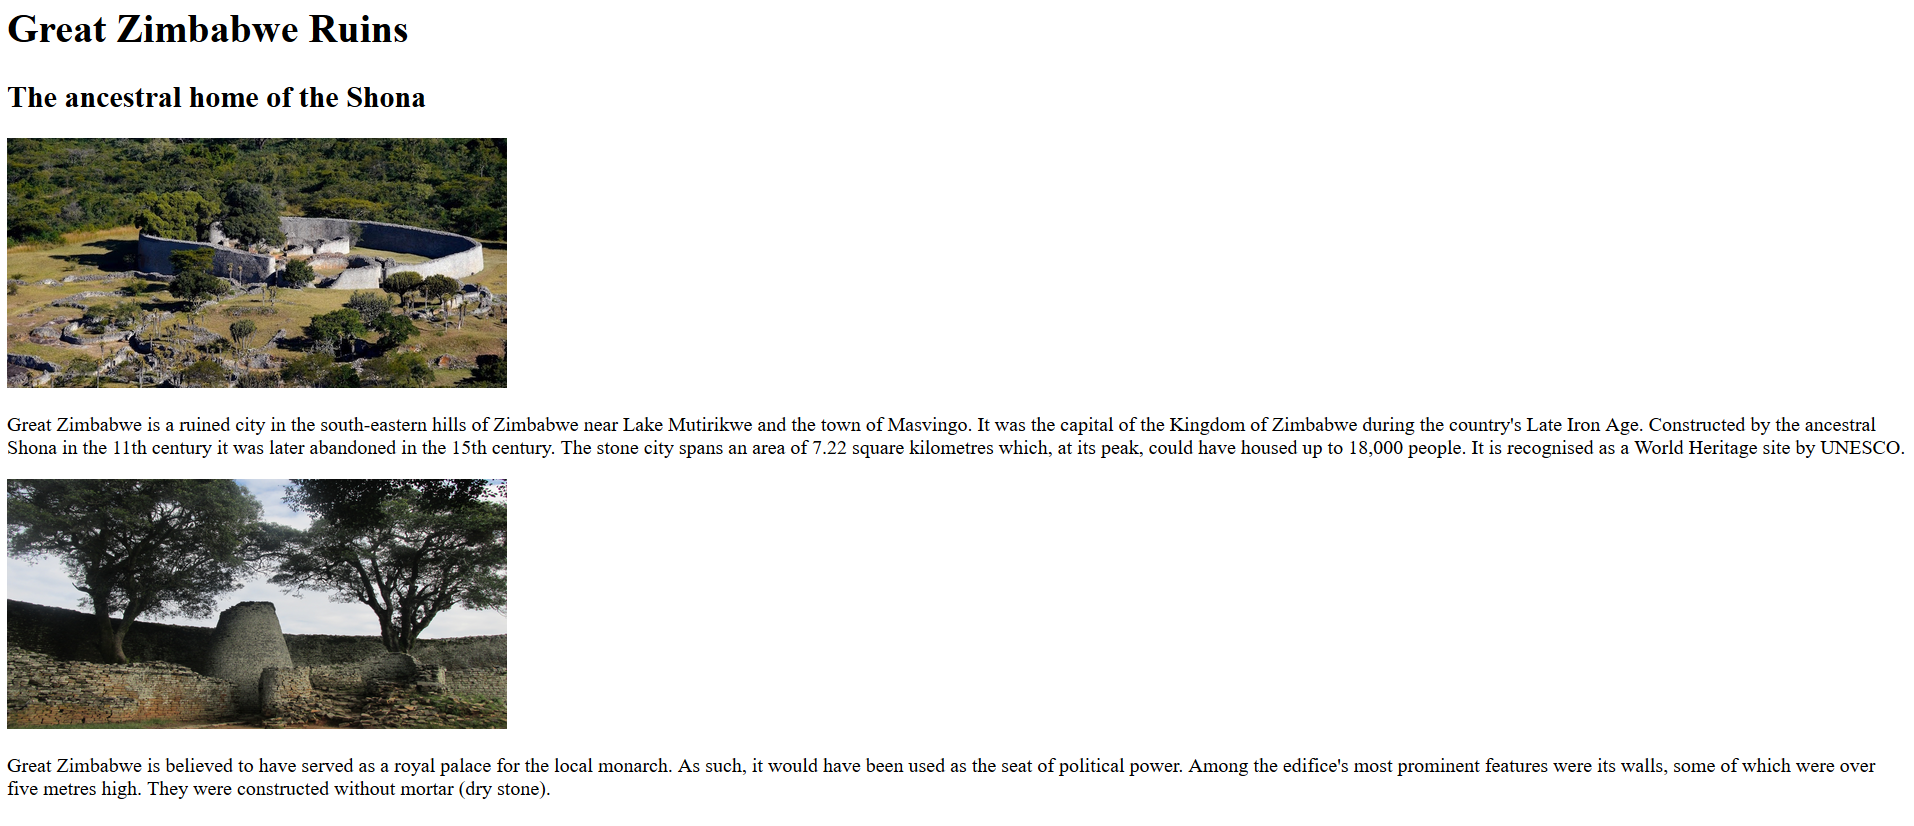 Great Zimbabwe Ruins
The ancestral home of the Shona
Great Zimbabwe is a ruined city in the south-eastern hills of Zimbabwe near Lake Mutirikwe and the town of Masvingo. It was the capital of the Kingdom of Zimbabwe during the country's Late Iron Age. Constructed by the ancestral
Shona in the 11th century it was later abandoned in the 15th century. The stone city spans an area of 7.22 square kilometres which, at its peak, could have housed up to 18,000 people. It is recognised as a World Heritage site by UNESCO.
Great Zimbabwe is believed to have served as a royal palace for the local monarch. As such, it would have been used as the seat of political power. Among the edifice's most prominent features were its walls, some of which were over
five metres high. They were constructed without mortar (dry stone).